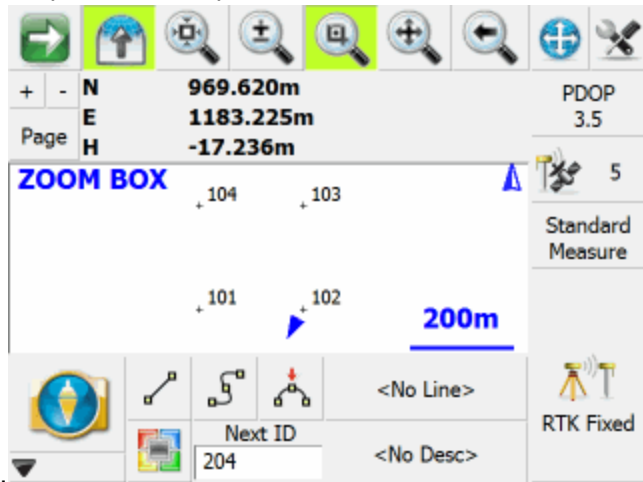 + - N 969.620m
E 1183.225m
Page
H -17.236m
PDOP
3.5
5
Standard
Measure
ZOOM BOX
104 103
101 102
200m
RTK Fixed
<No Line>
Next ID
204
<No Desc>